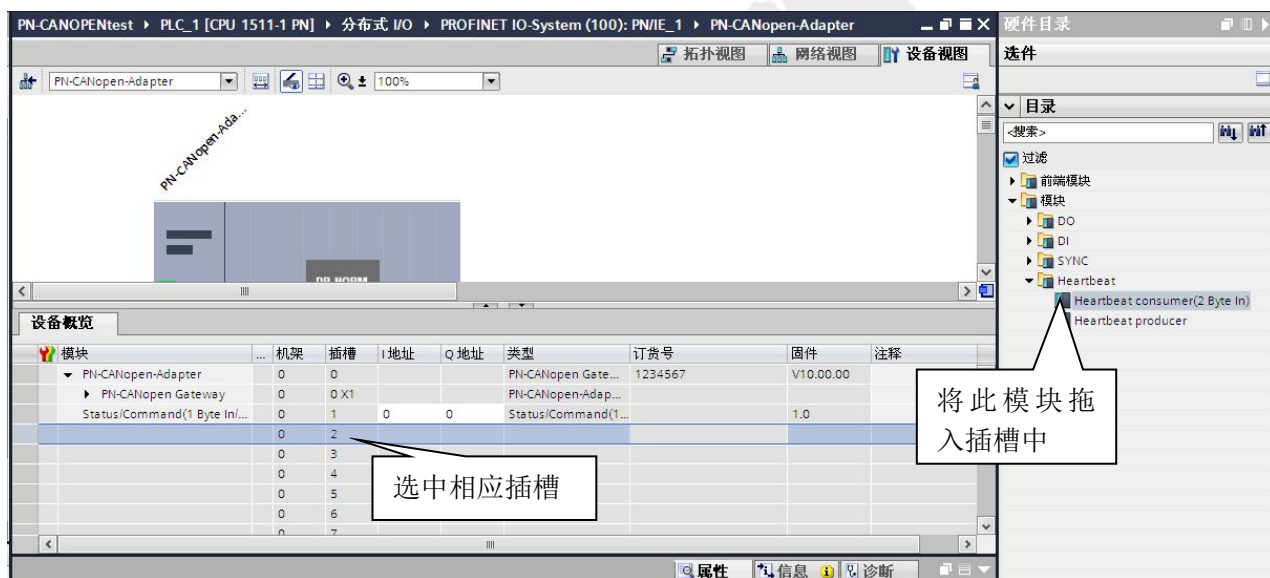 PN-CANOPENtest ▸ PLC_1 [CPU 1511-1 PN] ▸ 分布式 I/O ▸ PROFINET IO-System (100): PN/IE_1 ▸ PN-CANopen-Adapter
硬件目录
拓扑视图 网络视图 设备视图
选件
PN-CANopen-Adapter 100%
目录
PN-CANopen-Ada...
<搜索>
过滤
前端模块
模块
DO
DI
SYNC
Heartbeat
Heartbeat consumer(2 Byte In)
Heartbeat producer
DP-NORM
设备概览
模块 ... 机架 插槽 I地址 Q地址 类型 订货号 固件 注释
PN-CANopen-Adapter 0 0 PN-CANopen Gate... 1234567 V10.00.00
PN-CANopen Gateway 0 0 X1 PN-CANopen-Adap...
Status/Command(1 Byte In/... 0 1 0 0 Status/Command(1... 1.0
0 2
0 3
0 4
0 5
0 6
0 7
选中相应插槽
将此模块拖
入插槽中
属性 信息 诊断